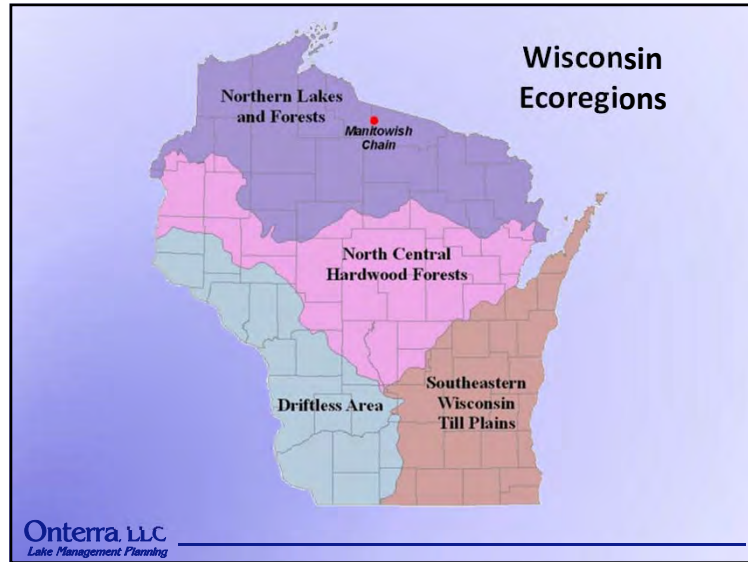 Wisconsin
Ecoregions
Northern Lakes
and Forests
Manitowish
Chain
North Central
Hardwood Forests
Driftless Area
Southeastern
Wisconsin
Till Plains
Onterra, LLC
Lake Management Planning